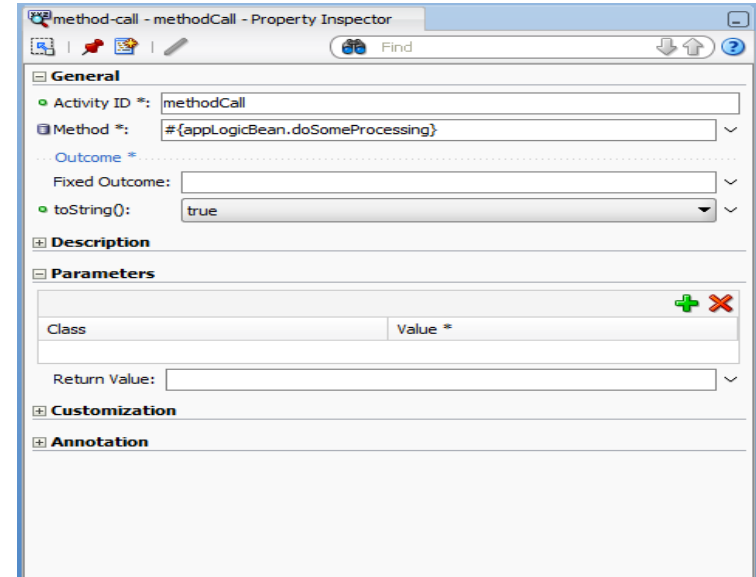 method-call - methodCall - Property Inspector
Find
General
Activity ID *: methodCall
Method *: #{appLogicBean.doSomeProcessing}
Outcome *
Fixed Outcome:
toString(): true
Description
Parameters
Class Value *
Return Value:
Customization
Annotation